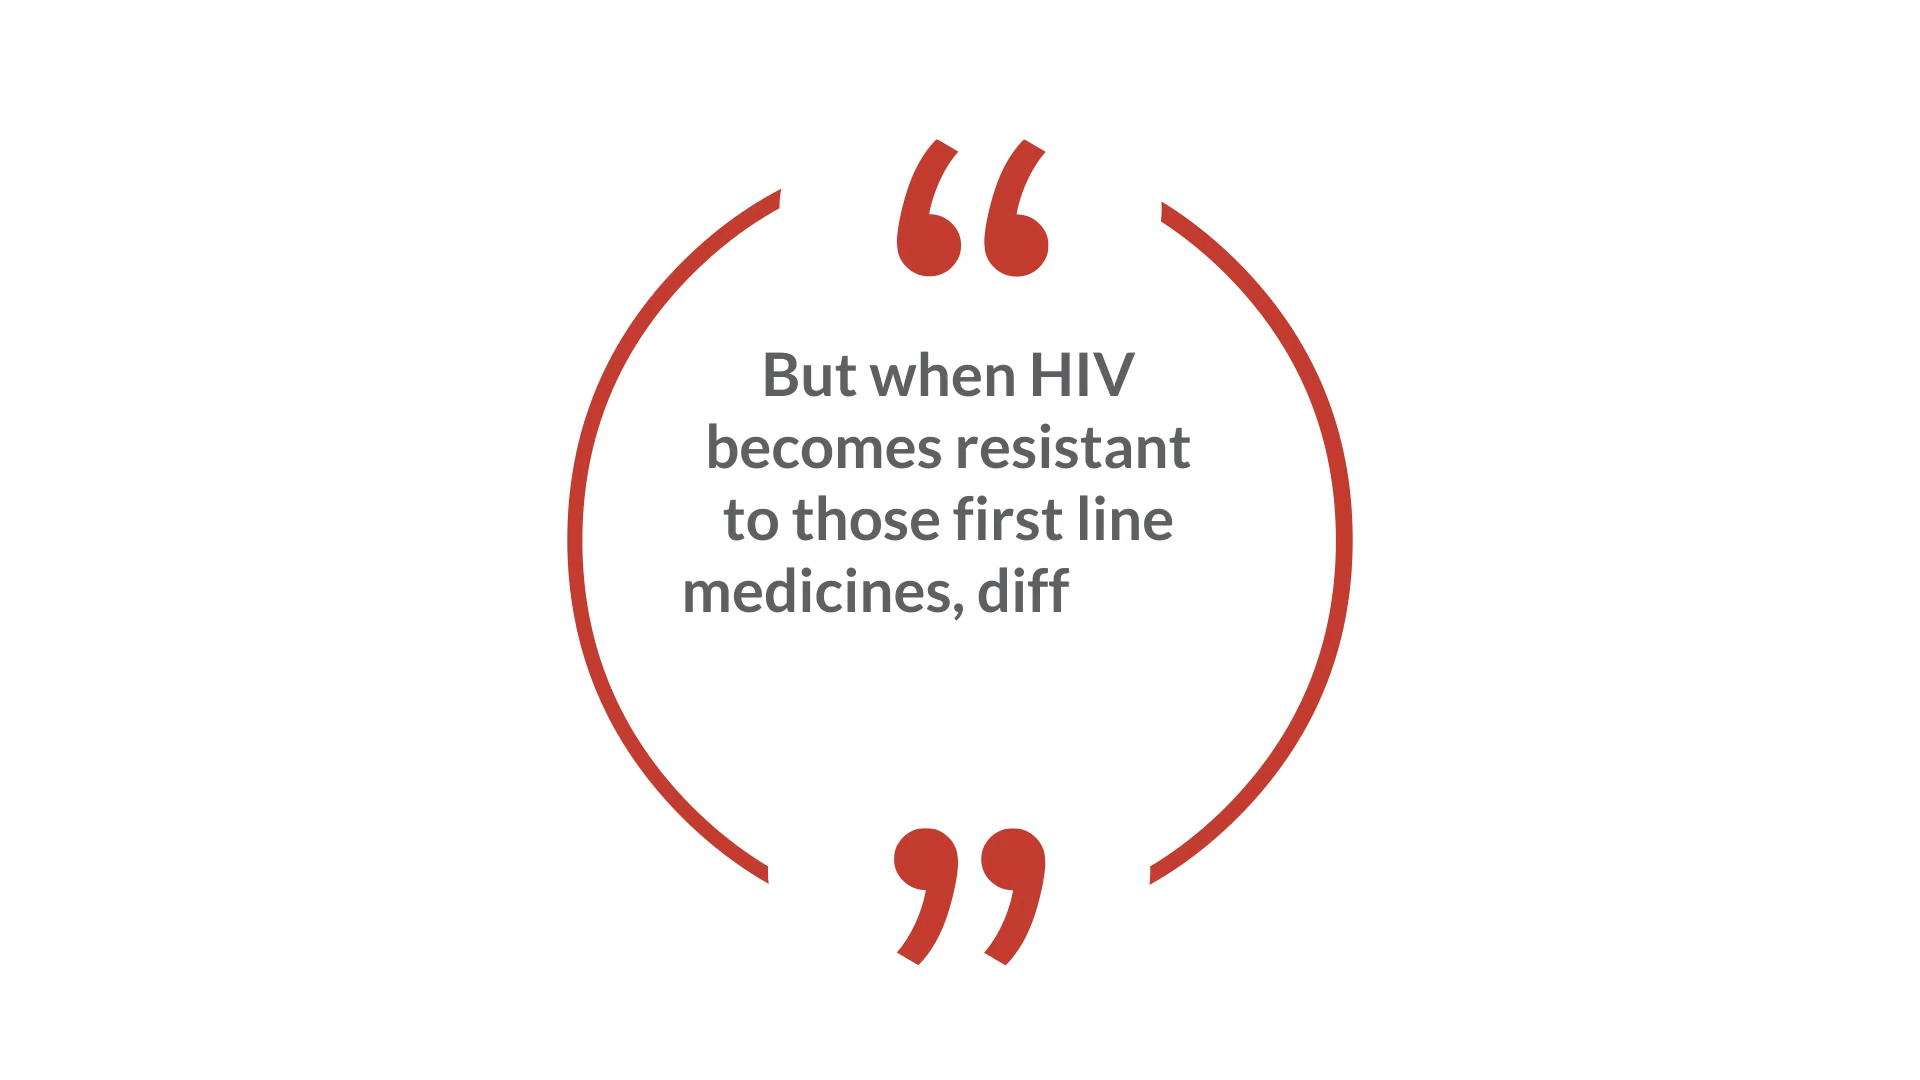 “
But when HIV
becomes resistant
to those first line
medicines, diff
”